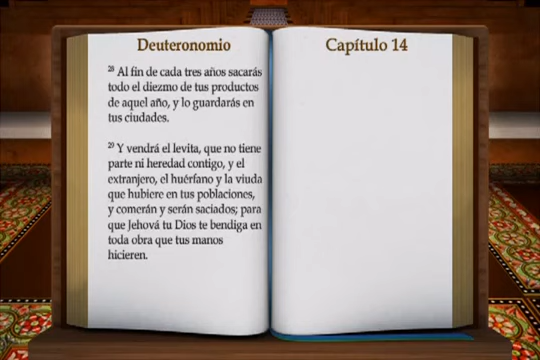 Deuteronomio
Capítulo 14
28 Al fin de cada tres años sacarás
todo el diezmo de tus productos
de aquel año, y lo guardarás en
tus ciudades.
29 Y vendrá el levita, que no tiene
parte ni heredad contigo, y el
extranjero, el huérfano y la viuda
que hubiere en tus poblaciones,
y comerán y serán saciados; para
que Jehová tu Dios te bendiga en
toda obra que tus manos
hicieren.